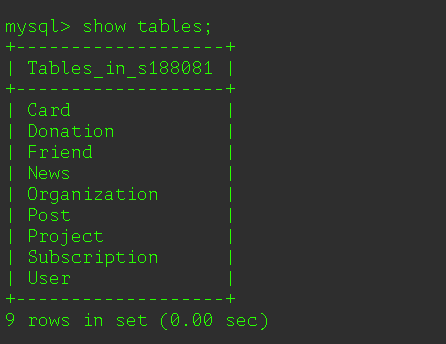 mysql> show tables;
+-------------------+
| Tables_in_s188081 |
+-------------------+
| Card              |
| Donation          |
| Friend            |
| News              |
| Organization      |
| Post              |
| Project           |
| Subscription      |
| User              |
+-------------------+
9 rows in set (0.00 sec)